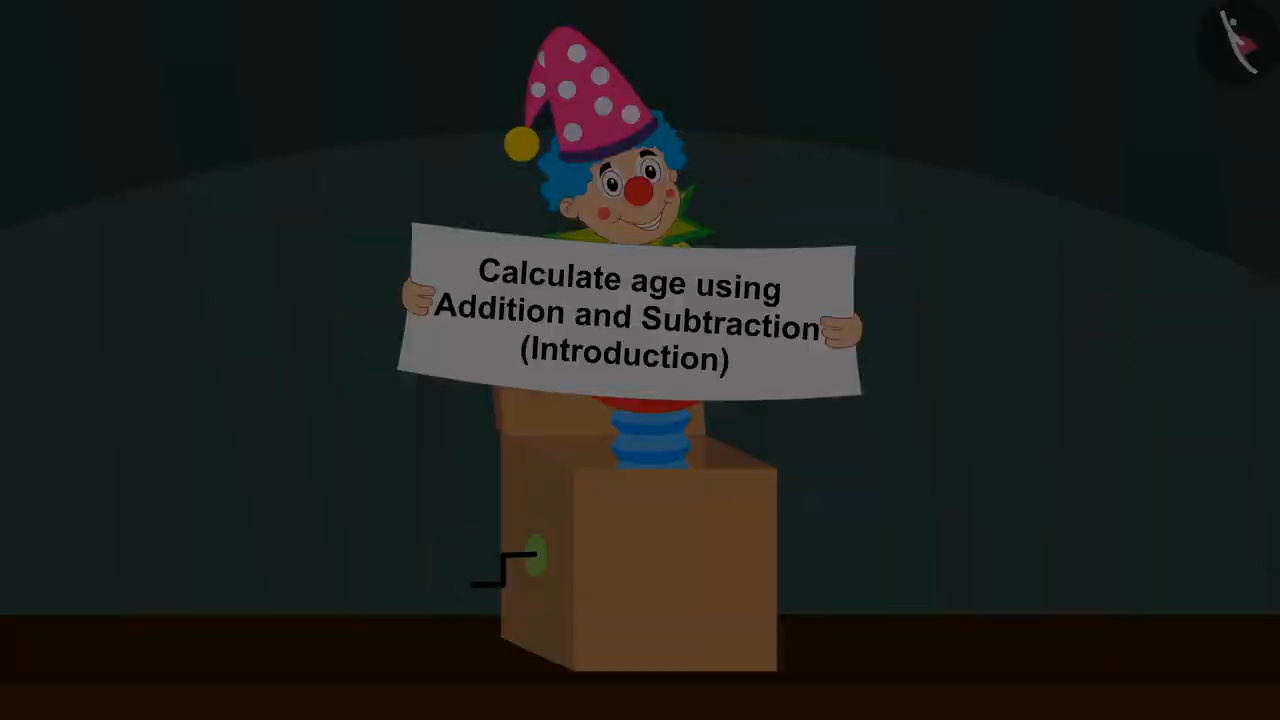 Calculate age using
Addition and Subtraction
(Introduction)